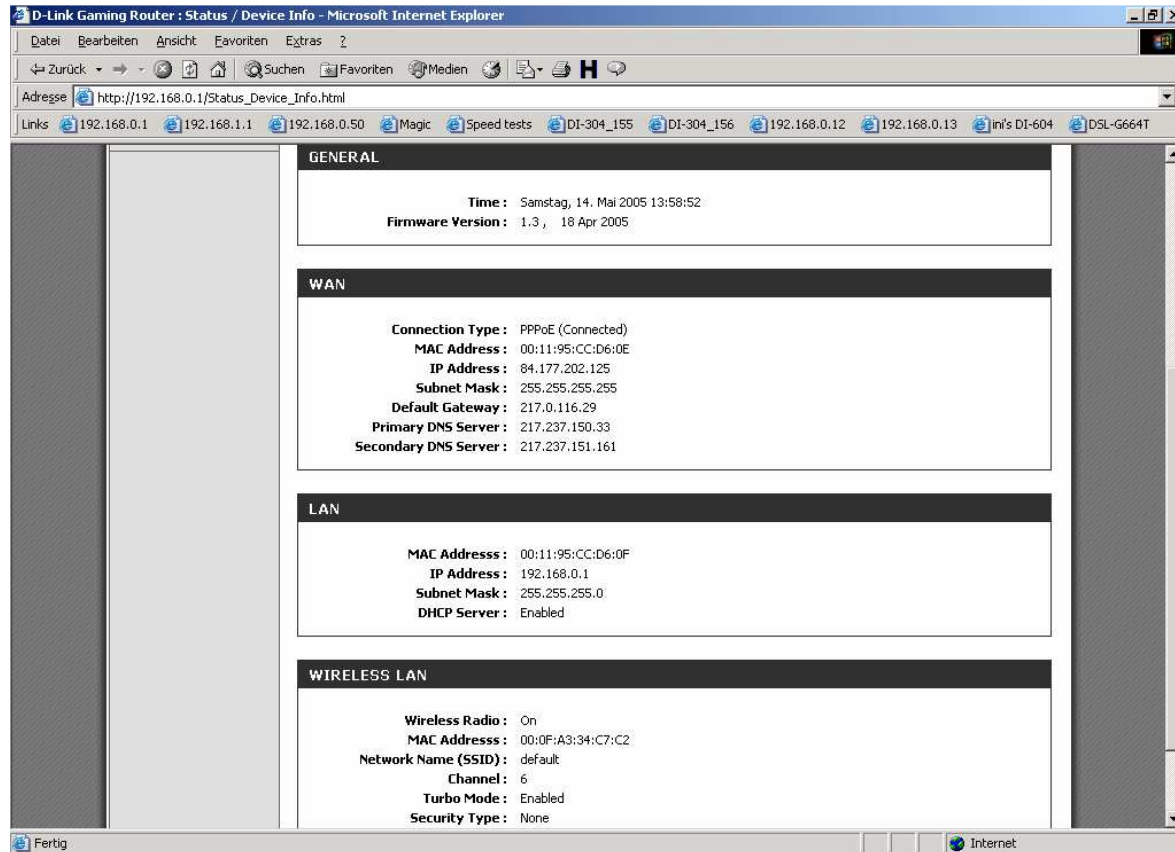 D-Link Gaming Router : Status / Device Info - Microsoft Internet Explorer
Datei Bearbeiten Ansicht Favoriten Extras ?
Zurück Suchen Favoriten Medien
Adresse http://192.168.0.1/Status_Device_Info.html
Links 192.168.0.1 192.168.1.1 192.168.0.50 Magic Speed tests DI-304_155 DI-304_156 192.168.0.12 192.168.0.13 ini's DI-604 DSL-G664T
GENERAL
Time : Samstag, 14. Mai 2005 13:58:52
Firmware Version : 1.3 , 18 Apr 2005
WAN
Connection Type : PPPoE (Connected)
MAC Address : 00:11:95:CC:D6:0E
IP Address : 84.177.202.125
Subnet Mask : 255.255.255.255
Default Gateway : 217.0.116.29
Primary DNS Server : 217.237.150.33
Secondary DNS Server : 217.237.151.161
LAN
MAC Addresss : 00:11:95:CC:D6:0F
IP Address : 192.168.0.1
Subnet Mask : 255.255.255.0
DHCP Server : Enabled
WIRELESS LAN
Wireless Radio : On
MAC Addresss : 00:0F:A3:34:C7:C2
Network Name (SSID) : default
Channel : 6
Turbo Mode : Enabled
Security Type : None
Fertig Internet